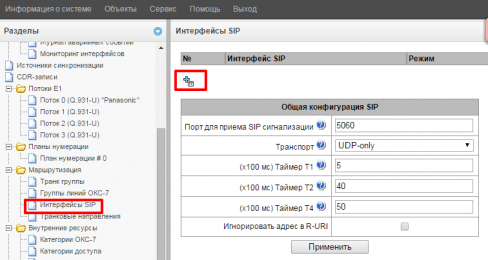 Информация о системе Объекты Сервис Помощь Выход
Разделы
Журнал аварийных событий
Мониторинг интерфейсов
Источники синхронизации
CDR-записи
Потоки E1
Поток 0 (Q.931-U) "Panasonic"
Поток 1 (Q.931-U)
Поток 2 (Q.931-U)
Поток 3 (Q.931-U)
Планы нумерации
План нумерации # 0
Маршрутизация
Транк группы
Группы линий ОКС-7
Интерфейсы SIP
Транковые направления
Внутренние ресурсы
Категории ОКС-7
Категории доступа
Интерфейсы SIP
№ Интерфейс SIP Режим
Общая конфигурация SIP
Порт для приема SIP сигнализации 5060
Транспорт UDP-only
(x100 мс) Таймер T1 5
(x100 мс) Таймер T2 40
(x100 мс) Таймер T4 50
Игнорировать адрес в R-URI
Применить